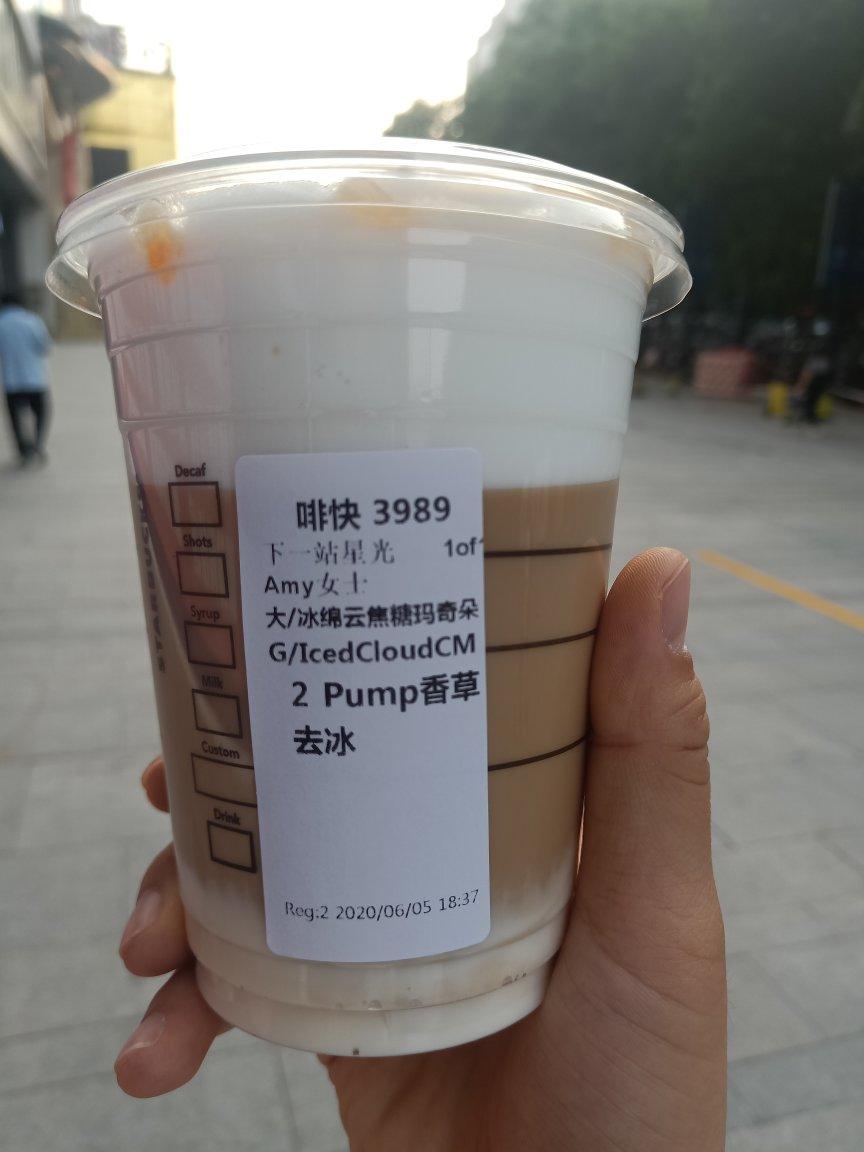 Decaf
Shots
Syrup
Milk
Custom
Drink
STARBUCKS
啡快 3989
下一站星光 1of1
Amy女士
大/冰绵云焦糖玛奇朵
G/IcedCloudCM
2 Pump香草
去冰
Reg:2 2020/06/05 18:37